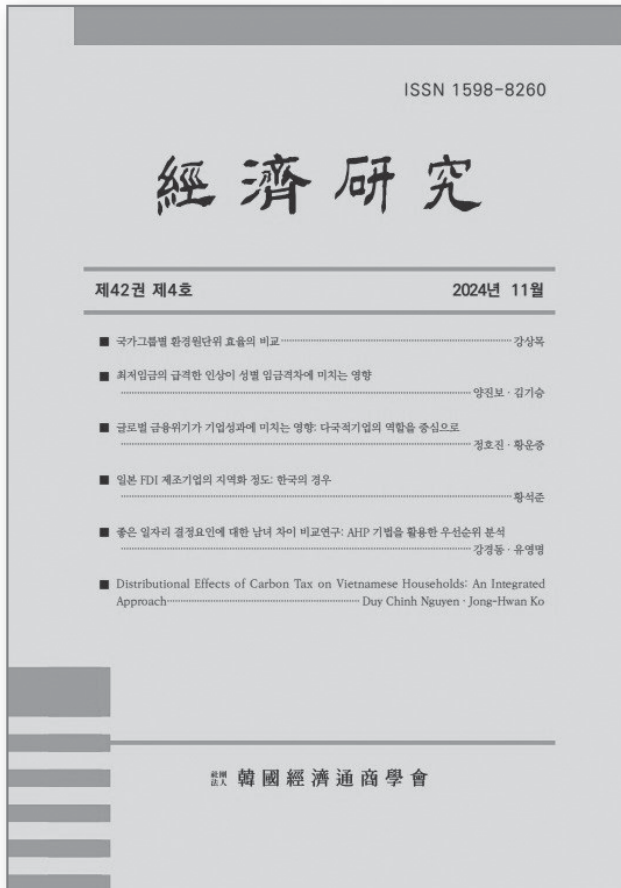 ISSN 1598-8260
經濟研究
제42권 제4호 2024년 11월
■ 국가그룹별 환경원단위 효율의 비교 강상목
■ 최저임금의 급격한 인상이 성별 임금격차에 미치는 영향
양진보 · 김기승
■ 글로벌 금융위기가 기업성과에 미치는 영향: 다국적기업의 역할을 중심으로
정호진 · 황운중
■ 일본 FDI 제조기업의 지역화 정도: 한국의 경우
황석준
■ 좋은 일자리 결정요인에 대한 남녀 차이 비교연구: AHP 기법을 활용한 우선순위 분석
강경동 · 유영명
■ Distributional Effects of Carbon Tax on Vietnamese Households: An Integrated
Approach Duy Chinh Nguyen · Jong-Hwan Ko
社團法人 韓國經濟通商學會